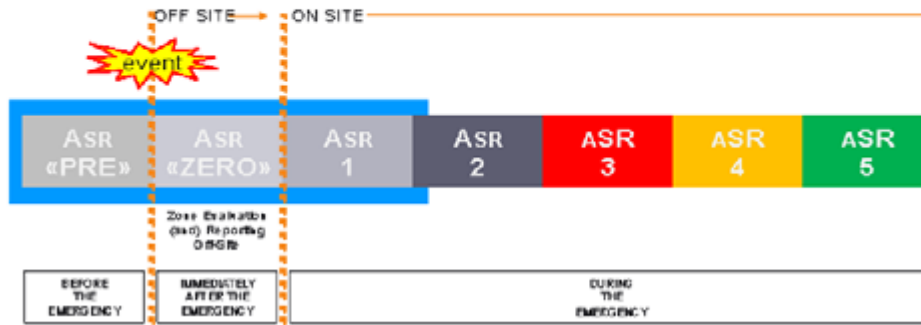 OFF SITE
ON SITE
event
ASR
«PRE»
ASR
«ZERO»
ASR
1
ASR
2
ASR
3
ASR
4
ASR
5
Zone Evaluation
(and) Reporting
Off-Site
BEFORE
THE
EMERGENCY
IMMEDIATELY
AFTER THE
EMERGENCY
DURING
THE
EMERGENCY